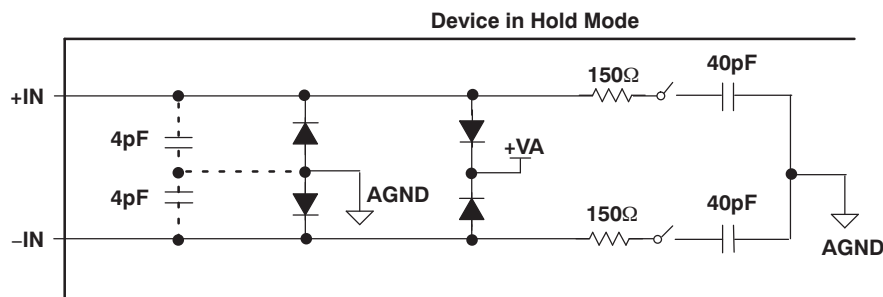 Device in Hold Mode
150Ω
40pF
+IN
4pF
+VA
4pF
AGND
150Ω
40pF
−IN
AGND